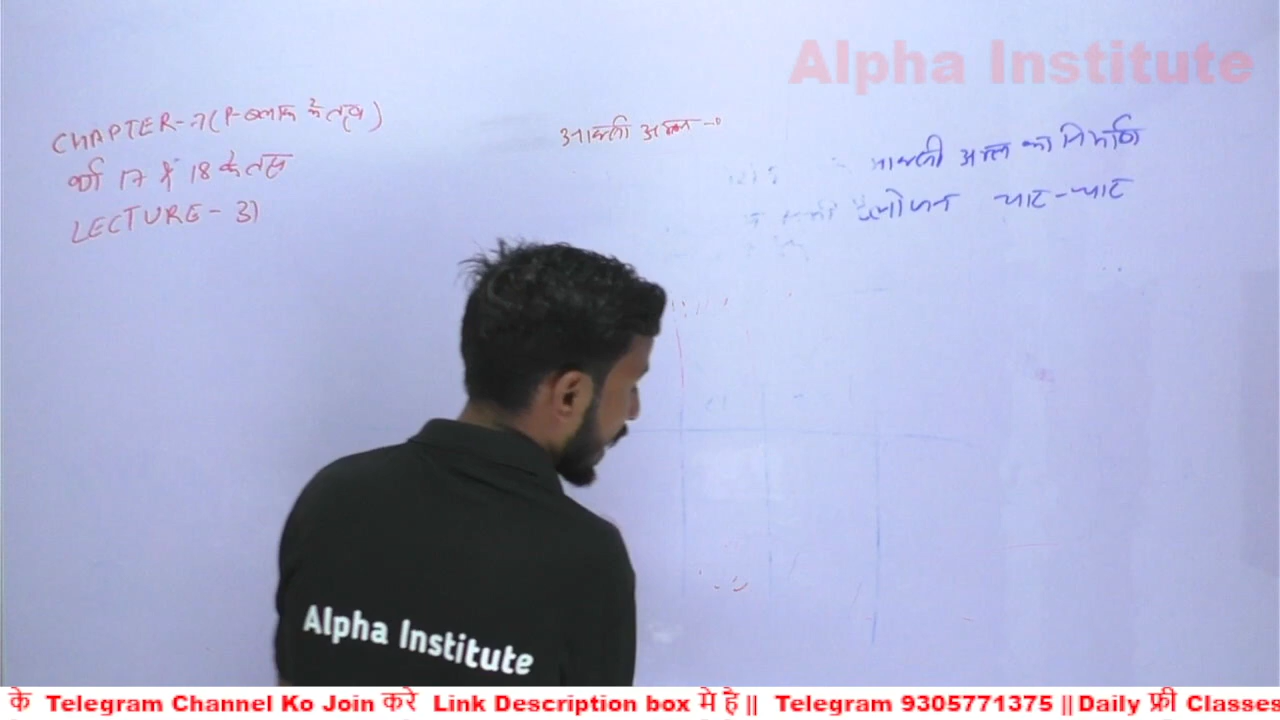 Alpha Institute
CHAPTER-7 (P-ब्लाक के तत्व)
वर्ग 17 & 18 के तत्व
LECTURE - 31
आक्सी अम्ल →
आक्सी अम्ल का निर्माण
हैलोजन
Alpha Institute
के Telegram Channel Ko Join करे Link Description box मे है || Telegram 9305771375 || Daily फ्री Classes